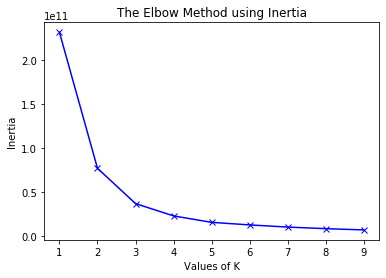 The Elbow Method using Inertia
1e11
2.0
1.5
1.0
0.5
0.0
Inertia
1 2 3 4 5 6 7 8 9
Values of K